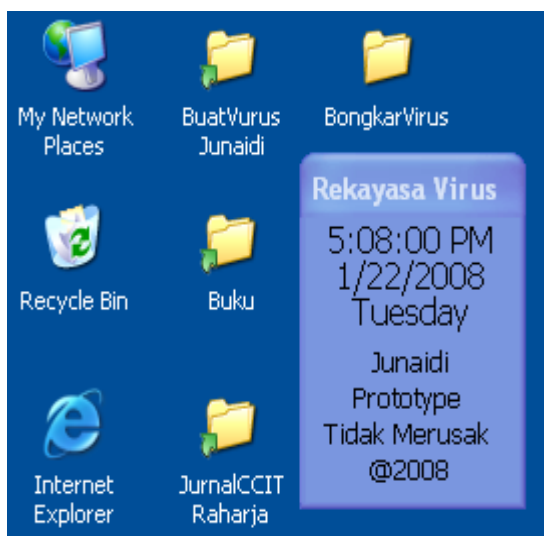 My Network
Places
BuatVurus
Junaidi
BongkarVirus
Recycle Bin
Buku
Internet
Explorer
JurnalCCIT
Raharja
Rekayasa Virus
5:08:00 PM
1/22/2008
Tuesday
Junaidi
Prototype
Tidak Merusak
@2008